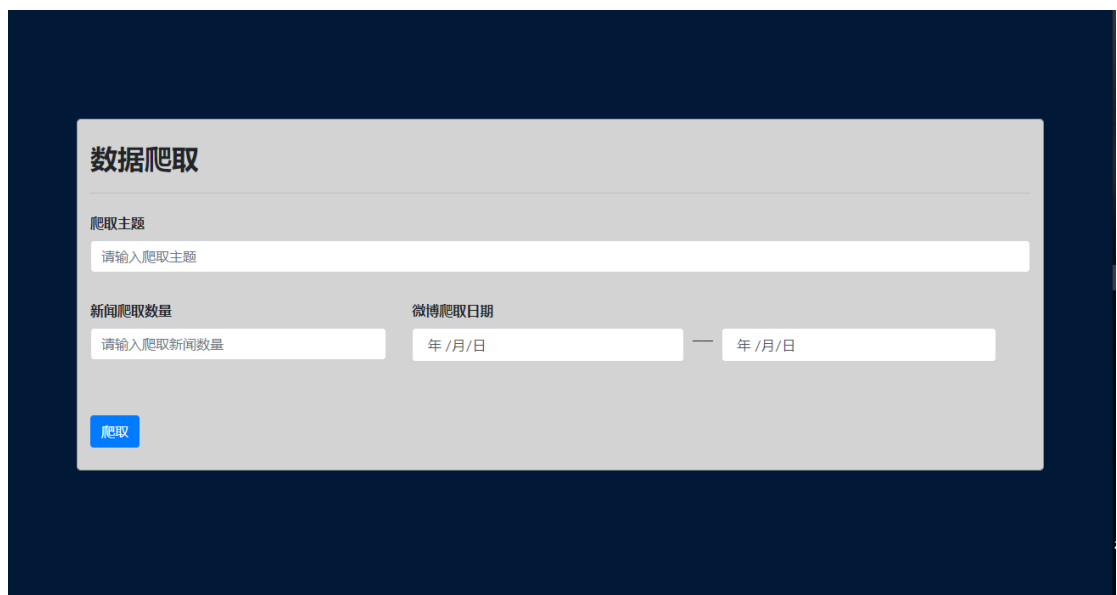 数据爬取
爬取主题
请输入爬取主题
新闻爬取数量 微博爬取日期
请输入爬取新闻数量 年/月/日 — 年/月/日
爬取